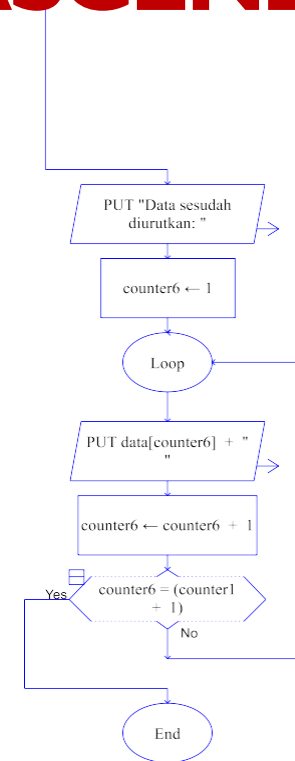 PUT "Data sesudah
diurutkan: "
counter6 ← 1
Loop
PUT data[counter6] + "
"
counter6 ← counter6 + 1
Yes
counter6 = (counter1
+ 1)
No
End